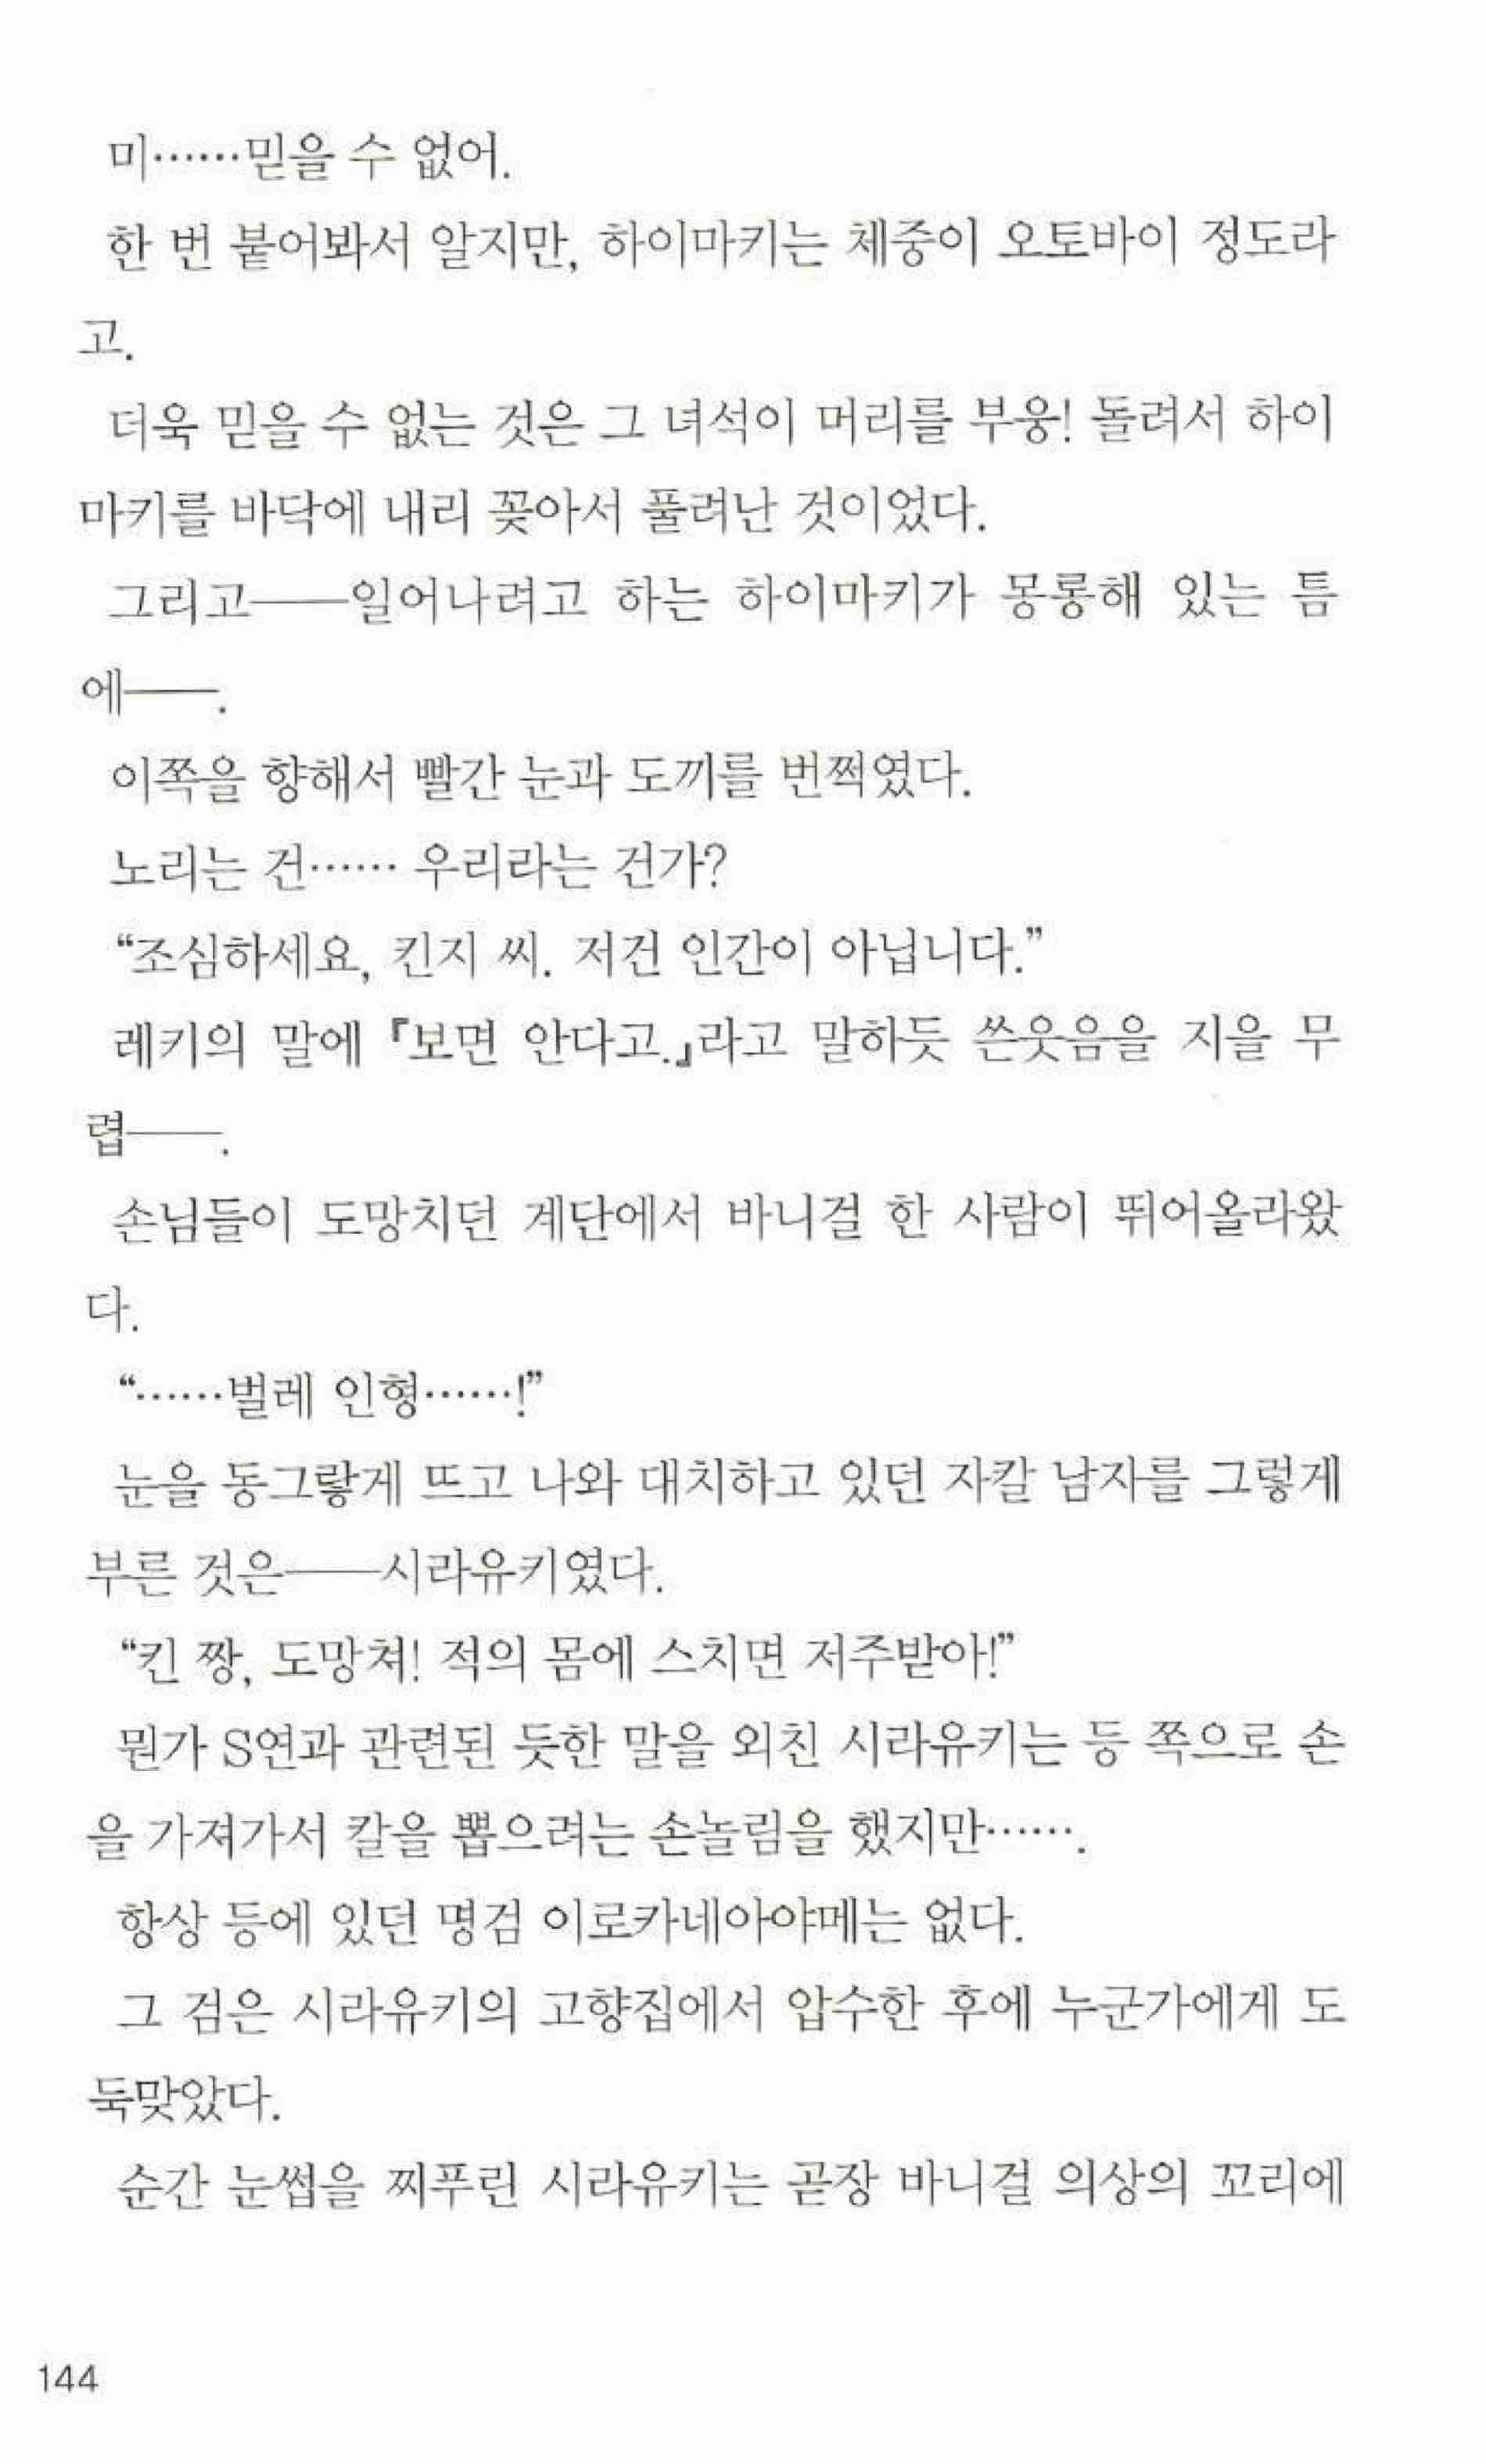 미……믿을 수 없어.
한 번 붙어봐서 알지만, 하이마키는 체중이 오토바이 정도라
고.
더욱 믿을 수 없는 것은 그 녀석이 머리를 부웅! 돌려서 하이
마키를 바닥에 내리 꽂아서 풀려난 것이었다.
그리고──일어나려고 하는 하이마키가 몽롱해 있는 틈
에──.
이쪽을 향해서 빨간 눈과 도끼를 번쩍였다.
노리는 건…… 우리라는 건가?
“조심하세요, 킨지 씨. 저건 인간이 아닙니다.”
레키의 말에 『보면 안다고.』라고 말하듯 쓴웃음을 지을 무
렵──.
손님들이 도망치던 계단에서 바니걸 한 사람이 뛰어올라왔
다.
“……벌레 인형……!”
눈을 동그랗게 뜨고 나와 대치하고 있던 자칼 남자를 그렇게
부른 것은──시라유키였다.
“킨 짱, 도망쳐! 적의 몸에 스치면 저주받아!”
뭔가 S연과 관련된 듯한 말을 외친 시라유키는 등 쪽으로 손
을 가져가서 칼을 뽑으려는 손놀림을 했지만…….
항상 등에 있던 명검 이로카네아야메는 없다.
그 검은 시라유키의 고향집에서 압수한 후에 누군가에게 도
둑맞았다.
순간 눈썹을 찌푸린 시라유키는 곧장 바니걸 의상의 꼬리에
144